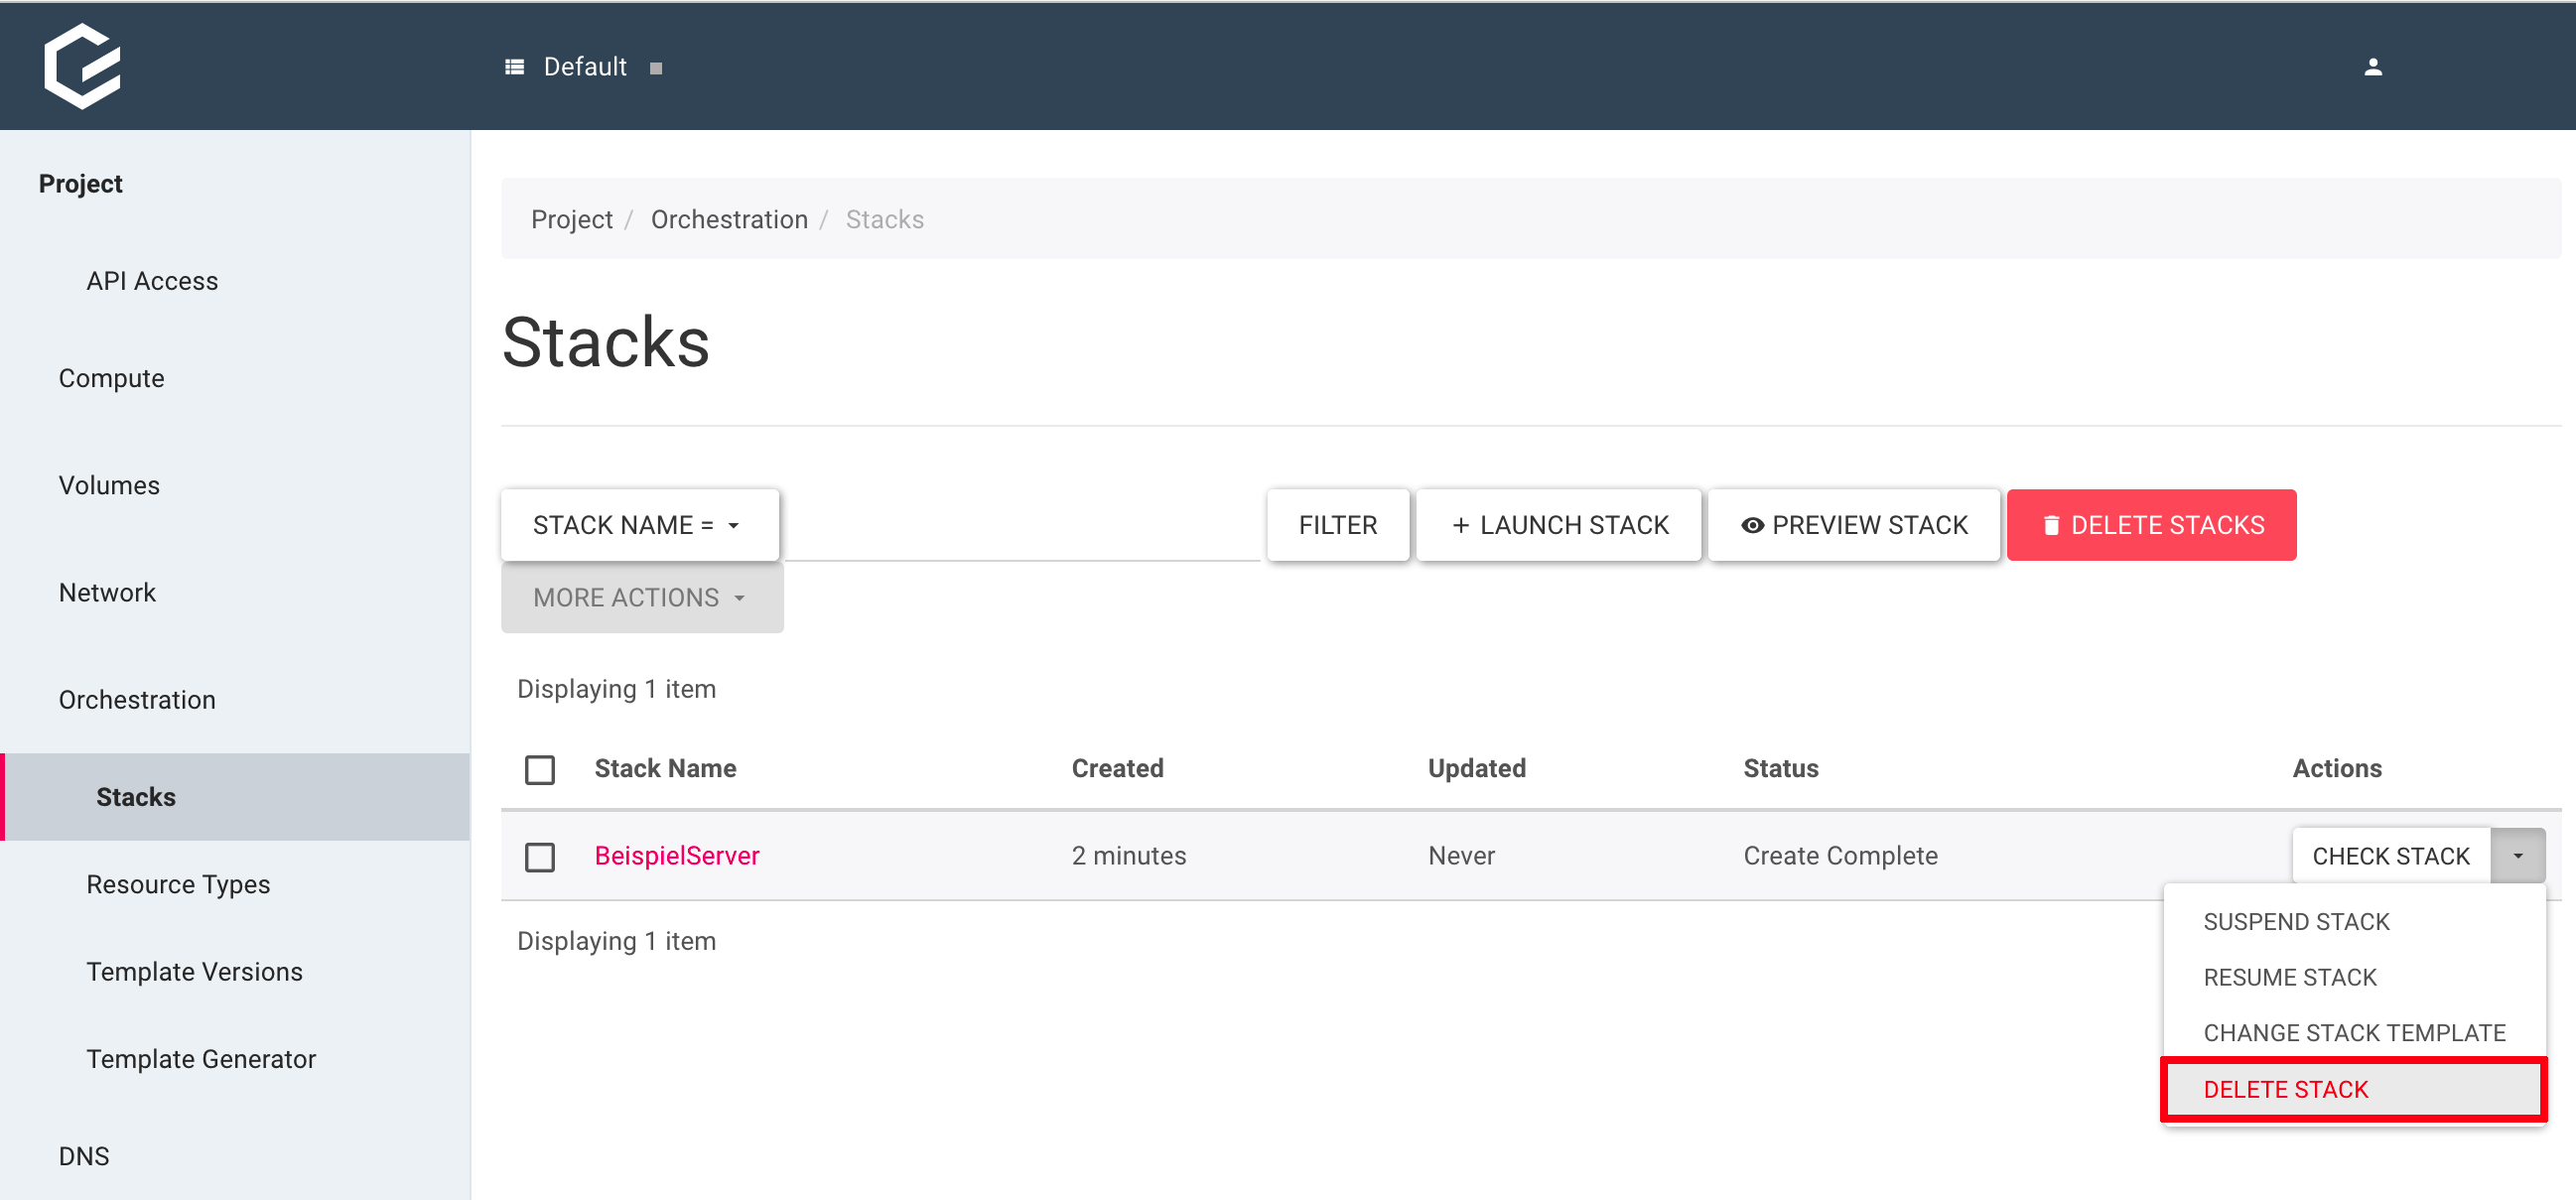 Default
Project
API Access
Compute
Volumes
Network
Orchestration
Stacks
Resource Types
Template Versions
Template Generator
DNS
Project / Orchestration / Stacks
Stacks
STACK NAME =
FILTER
+ LAUNCH STACK
PREVIEW STACK
DELETE STACKS
MORE ACTIONS
Displaying 1 item
Stack Name Created Updated Status Actions
BeispielServer 2 minutes Never Create Complete CHECK STACK
SUSPEND STACK
RESUME STACK
CHANGE STACK TEMPLATE
DELETE STACK
Displaying 1 item